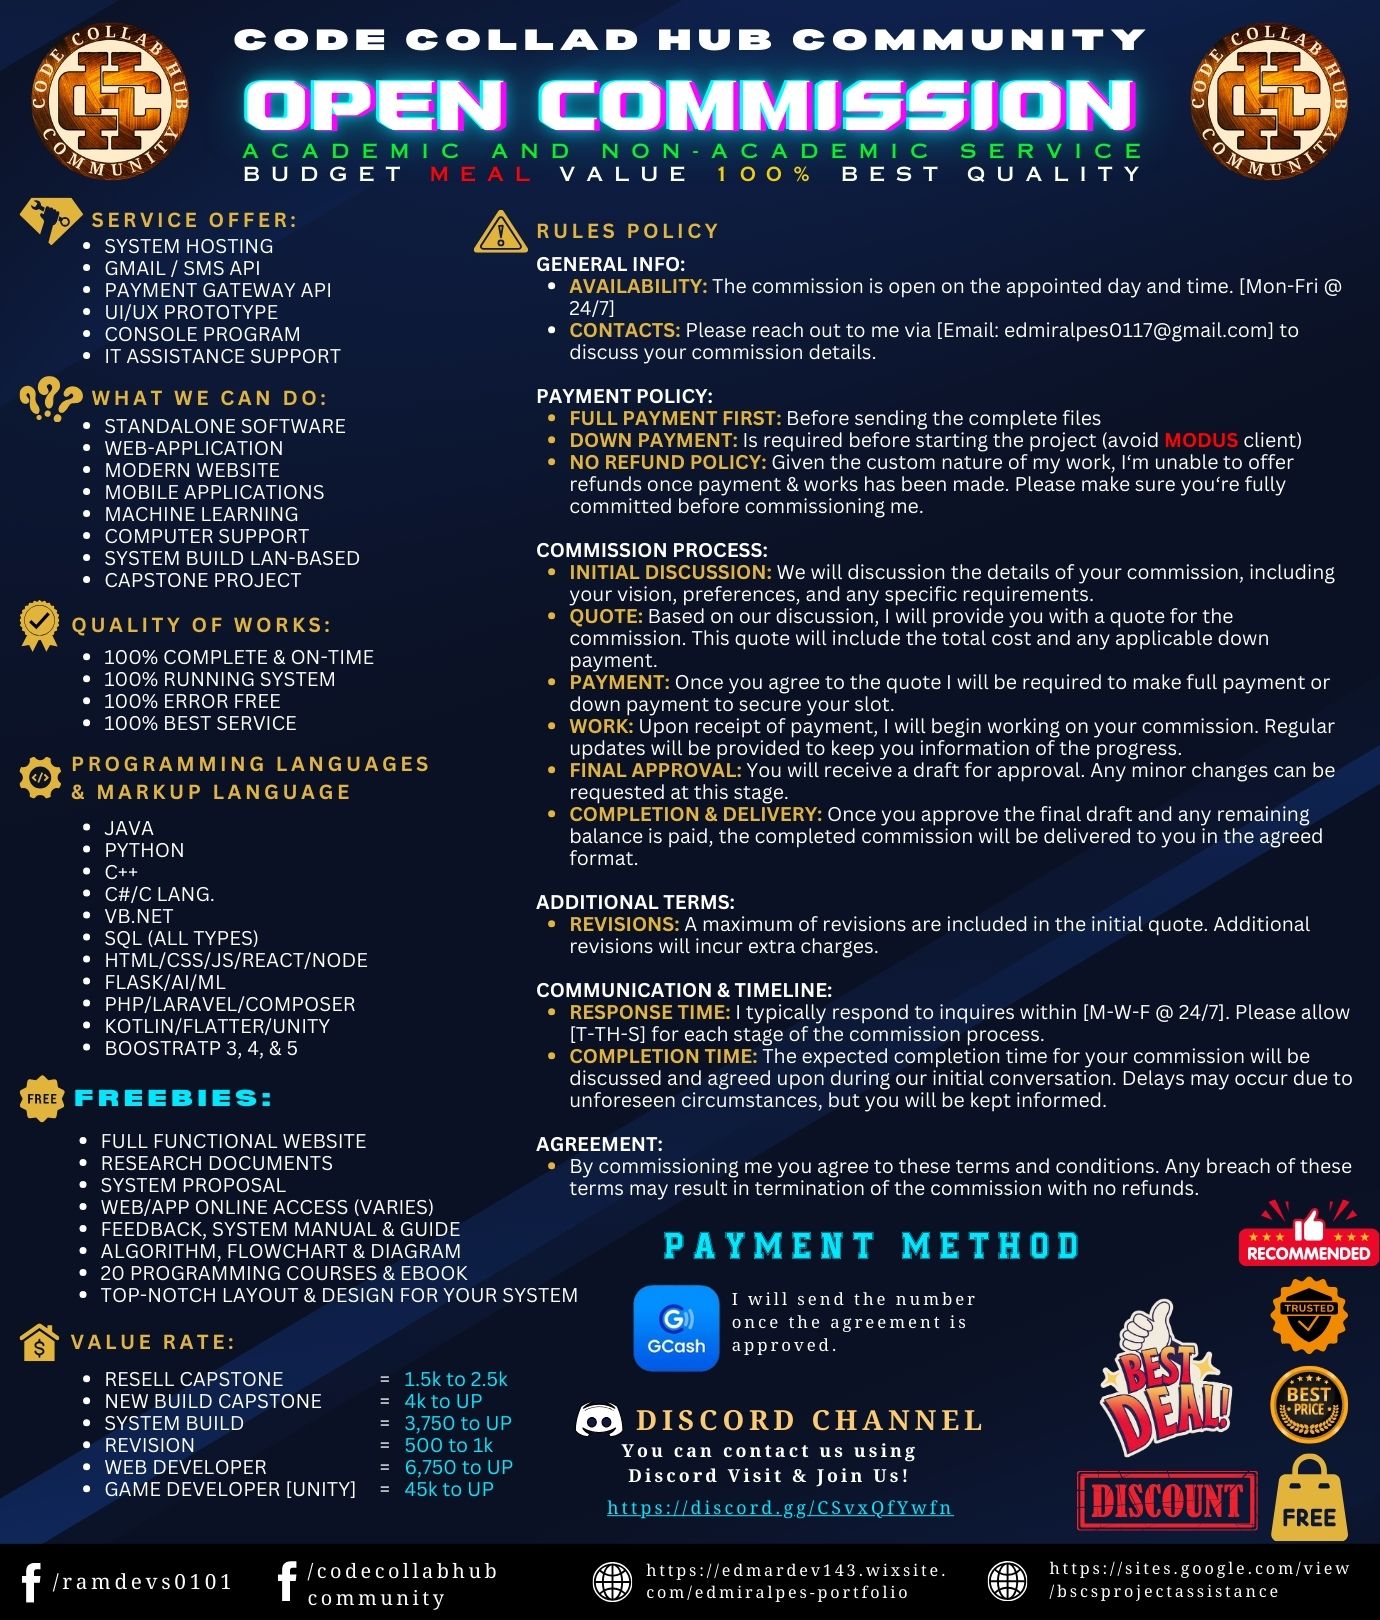 CODE COLLAB HUB
COMMUNITY
CODE COLLAD HUB COMMUNITY
OPEN COMMISSION
ACADEMIC AND NON-ACADEMIC SERVICE
BUDGET MEAL VALUE 100% BEST QUALITY
CODE COLLAB HUB
COMMUNITY
SERVICE OFFER:
SYSTEM HOSTING
GMAIL / SMS API
PAYMENT GATEWAY API
UI/UX PROTOTYPE
CONSOLE PROGRAM
IT ASSISTANCE SUPPORT
WHAT WE CAN DO:
STANDALONE SOFTWARE
WEB-APPLICATION
MODERN WEBSITE
MOBILE APPLICATIONS
MACHINE LEARNING
COMPUTER SUPPORT
SYSTEM BUILD LAN-BASED
CAPSTONE PROJECT
QUALITY OF WORKS:
100% COMPLETE & ON-TIME
100% RUNNING SYSTEM
100% ERROR FREE
100% BEST SERVICE
PROGRAMMING LANGUAGES
& MARKUP LANGUAGE
JAVA
PYTHON
C++
C#/C LANG.
VB.NET
SQL (ALL TYPES)
HTML/CSS/JS/REACT/NODE
FLASK/AI/ML
PHP/LARAVEL/COMPOSER
KOTLIN/FLATTER/UNITY
BOOSTRATP 3, 4, & 5
FREE
FREEBIES:
FULL FUNCTIONAL WEBSITE
RESEARCH DOCUMENTS
SYSTEM PROPOSAL
WEB/APP ONLINE ACCESS (VARIES)
FEEDBACK, SYSTEM MANUAL & GUIDE
ALGORITHM, FLOWCHART & DIAGRAM
20 PROGRAMMING COURSES & EBOOK
TOP-NOTCH LAYOUT & DESIGN FOR YOUR SYSTEM
VALUE RATE:
RESELL CAPSTONE = 1.5k to 2.5k
NEW BUILD CAPSTONE = 4k to UP
SYSTEM BUILD = 3,750 to UP
REVISION = 500 to 1k
WEB DEVELOPER = 6,750 to UP
GAME DEVELOPER [UNITY] = 45k to UP
RULES POLICY
GENERAL INFO:
AVAILABILITY: The commission is open on the appointed day and time. [Mon-Fri @
24/7]
CONTACTS: Please reach out to me via [Email: edmiralpes0117@gmail.com] to
discuss your commission details.
PAYMENT POLICY:
FULL PAYMENT FIRST: Before sending the complete files
DOWN PAYMENT: Is required before starting the project (avoid MODUS client)
NO REFUND POLICY: Given the custom nature of my work, I‘m unable to offer
refunds once payment & works has been made. Please make sure you‘re fully
committed before commissioning me.
COMMISSION PROCESS:
INITIAL DISCUSSION: We will discussion the details of your commission, including
your vision, preferences, and any specific requirements.
QUOTE: Based on our discussion, I will provide you with a quote for the
commission. This quote will include the total cost and any applicable down
payment.
PAYMENT: Once you agree to the quote I will be required to make full payment or
down payment to secure your slot.
WORK: Upon receipt of payment, I will begin working on your commission. Regular
updates will be provided to keep you information of the progress.
FINAL APPROVAL: You will receive a draft for approval. Any minor changes can be
requested at this stage.
COMPLETION & DELIVERY: Once you approve the final draft and any remaining
balance is paid, the completed commission will be delivered to you in the agreed
format.
ADDITIONAL TERMS:
REVISIONS: A maximum of revisions are included in the initial quote. Additional
revisions will incur extra charges.
COMMUNICATION & TIMELINE:
RESPONSE TIME: I typically respond to inquires within [M-W-F @ 24/7]. Please allow
[T-TH-S] for each stage of the commission process.
COMPLETION TIME: The expected completion time for your commission will be
discussed and agreed upon during our initial conversation. Delays may occur due to
unforeseen circumstances, but you will be kept informed.
AGREEMENT:
By commissioning me you agree to these terms and conditions. Any breach of these
terms may result in termination of the commission with no refunds.
PAYMENT METHOD
GCash
I will send the number
once the agreement is
approved.
DISCORD CHANNEL
You can contact us using
Discord Visit & Join Us!
https://discord.gg/CSvxQfYwfn
RECOMMENDED
TRUSTED
BEST
DEAL!
BEST
PRICE
DISCOUNT
FREE
/ramdevs0101
/codecollabhub
community
https://edmardev143.wixsite.
com/edmiralpes-portfolio
https://sites.google.com/view
/bscsprojectassistance